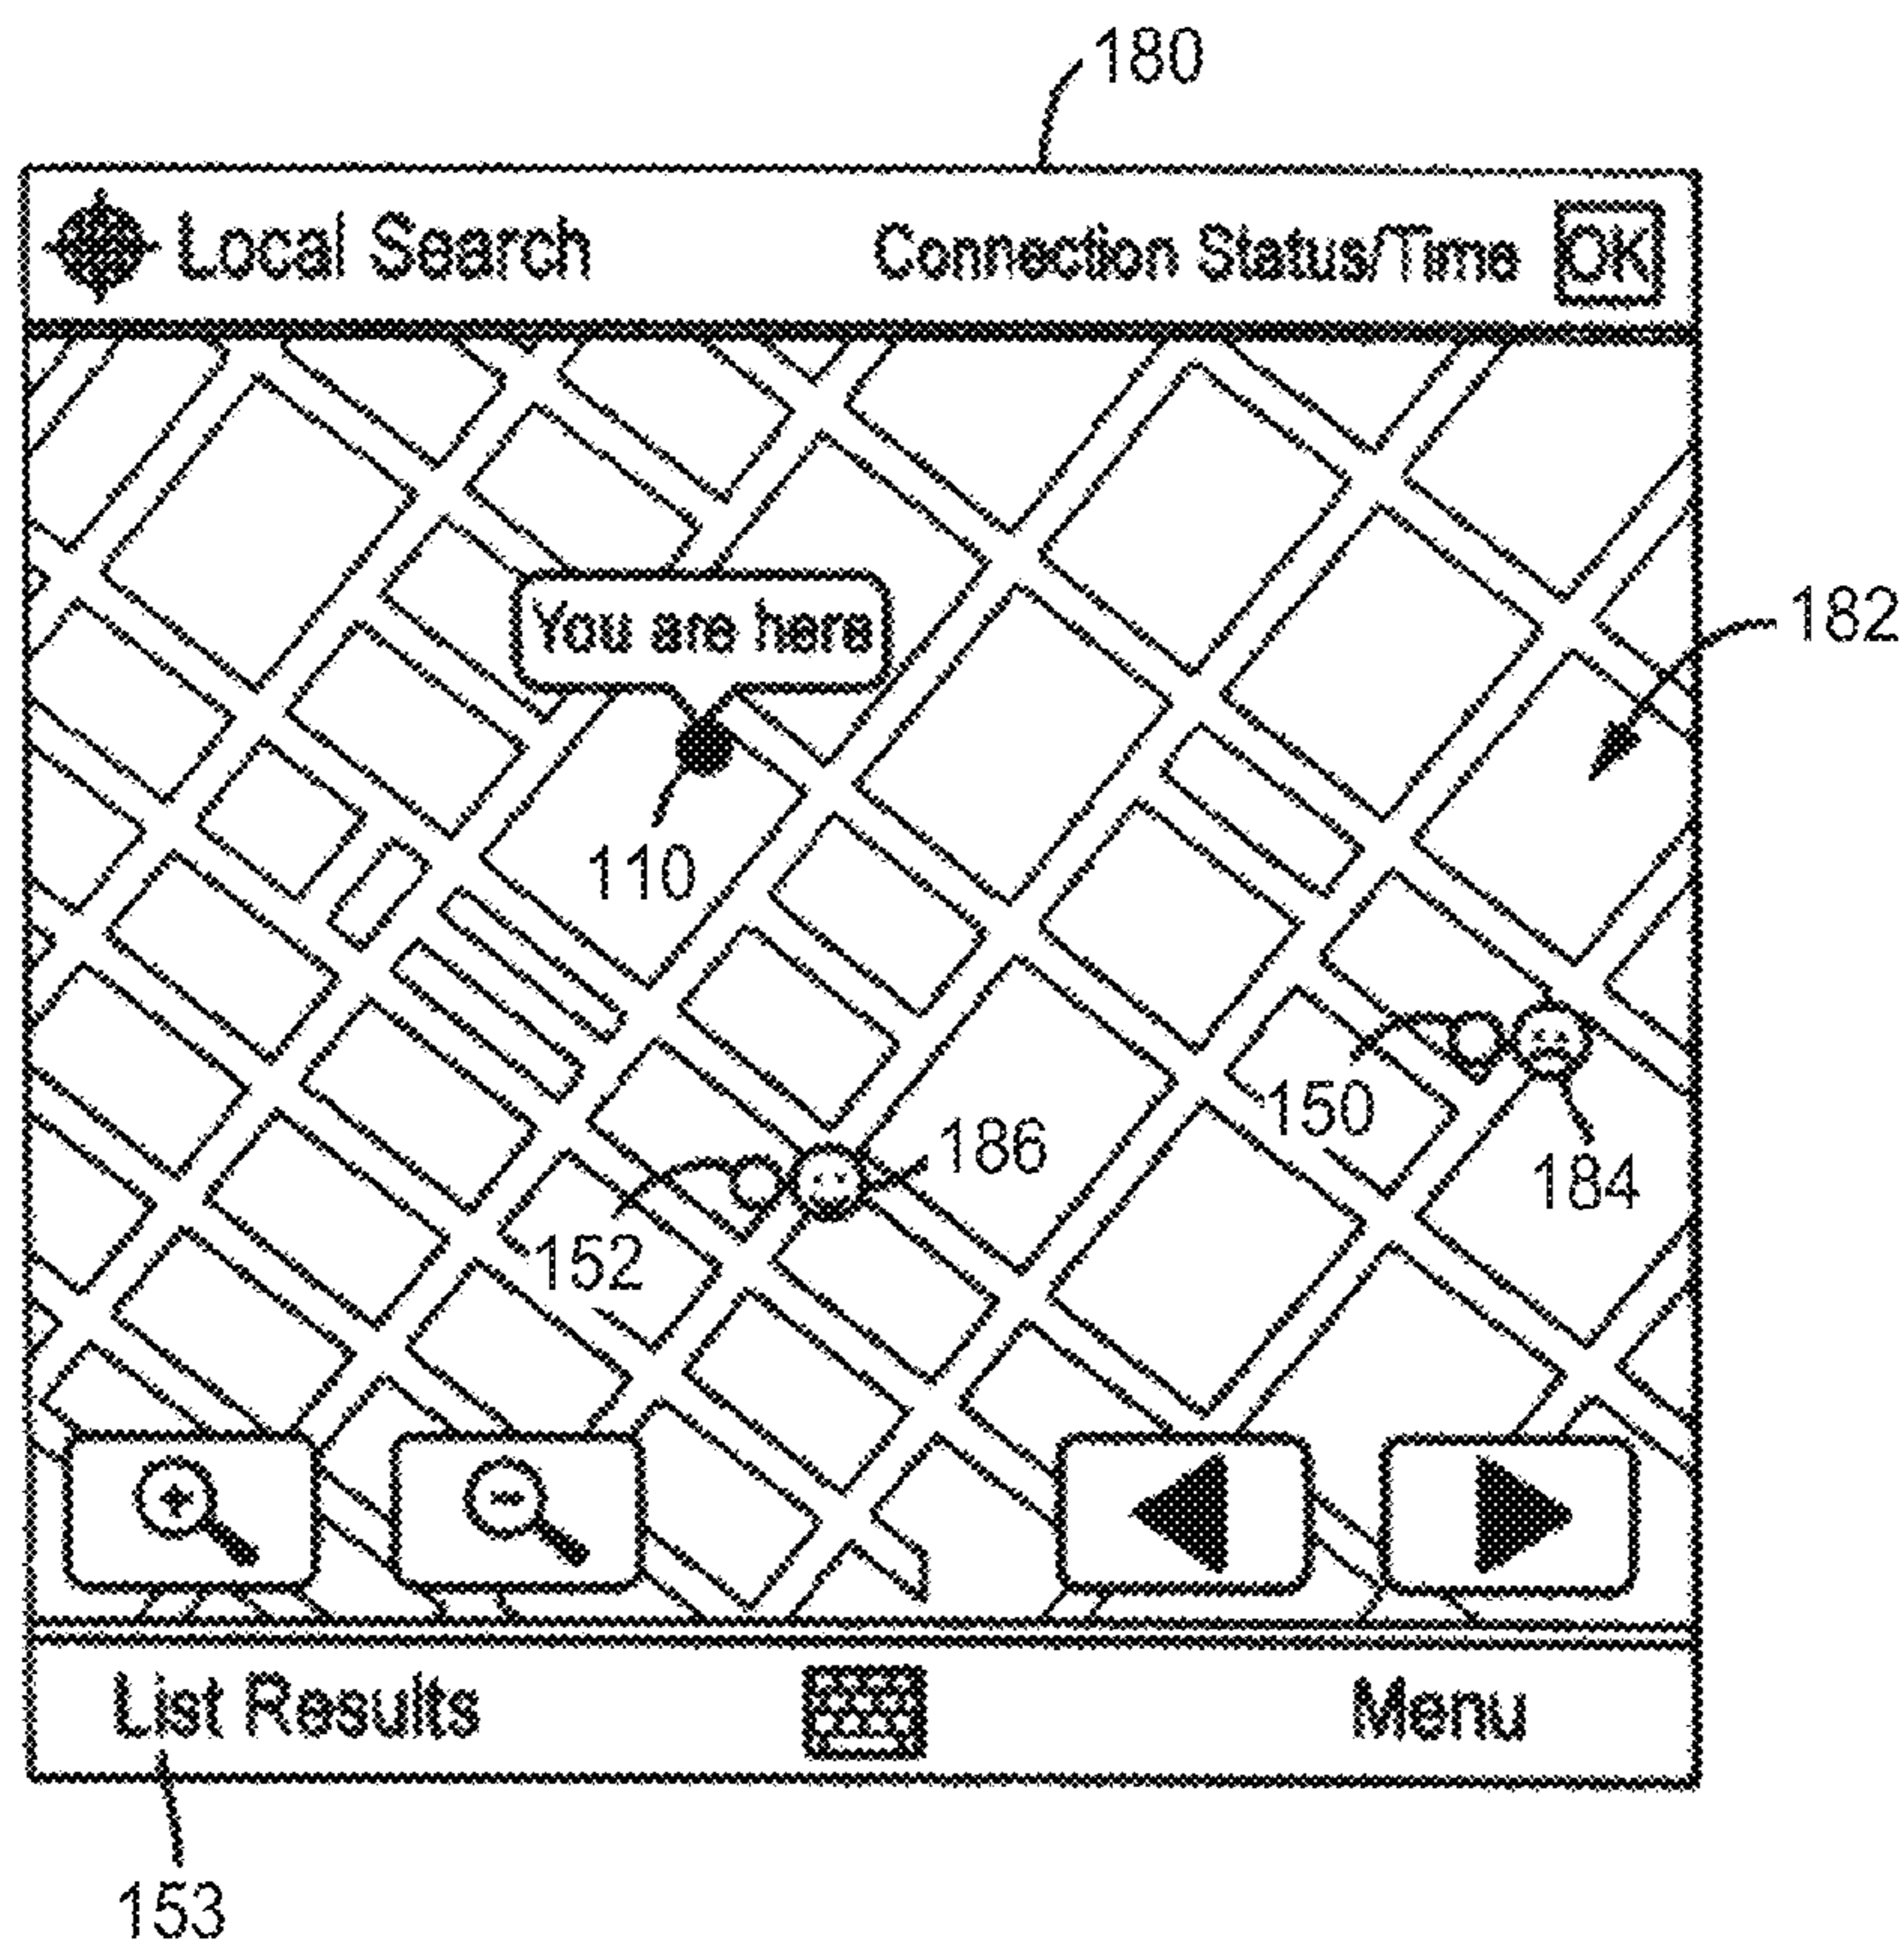 180
Local Search Connection Status/Time OK
You are here
182
110
150
186
184
152
List Results Menu
153